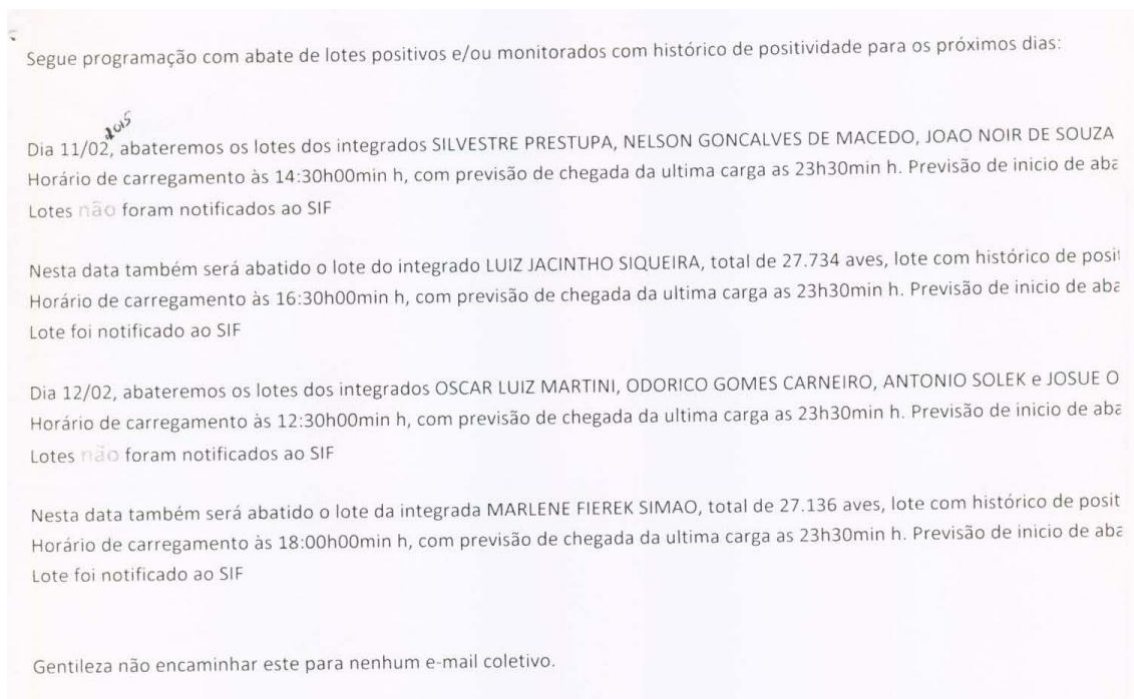 Segue programação com abate de lotes positivos e/ou monitorados com histórico de positividade para os próximos dias:
2015
Dia 11/02, abateremos os lotes dos integrados SILVESTRE PRESTUPA, NELSON GONCALVES DE MACEDO, JOAO NOIR DE SOUZA
Horário de carregamento às 14:30h00min h, com previsão de chegada da ultima carga as 23h30min h. Previsão de inicio de aba
Lotes não foram notificados ao SIF
Nesta data também será abatido o lote do integrado LUIZ JACINTHO SIQUEIRA, total de 27.734 aves, lote com histórico de posit
Horário de carregamento às 16:30h00min h, com previsão de chegada da ultima carga as 23h30min h. Previsão de inicio de aba
Lote foi notificado ao SIF
Dia 12/02, abateremos os lotes dos integrados OSCAR LUIZ MARTINI, ODORICO GOMES CARNEIRO, ANTONIO SOLEK e JOSUE O
Horário de carregamento às 12:30h00min h, com previsão de chegada da ultima carga as 23h30min h. Previsão de inicio de aba
Lotes não foram notificados ao SIF
Nesta data também será abatido o lote da integrada MARLENE FIEREK SIMAO, total de 27.136 aves, lote com histórico de posit
Horário de carregamento às 18:00h00min h, com previsão de chegada da ultima carga as 23h30min h. Previsão de inicio de aba
Lote foi notificado ao SIF
Gentileza não encaminhar este para nenhum e-mail coletivo.